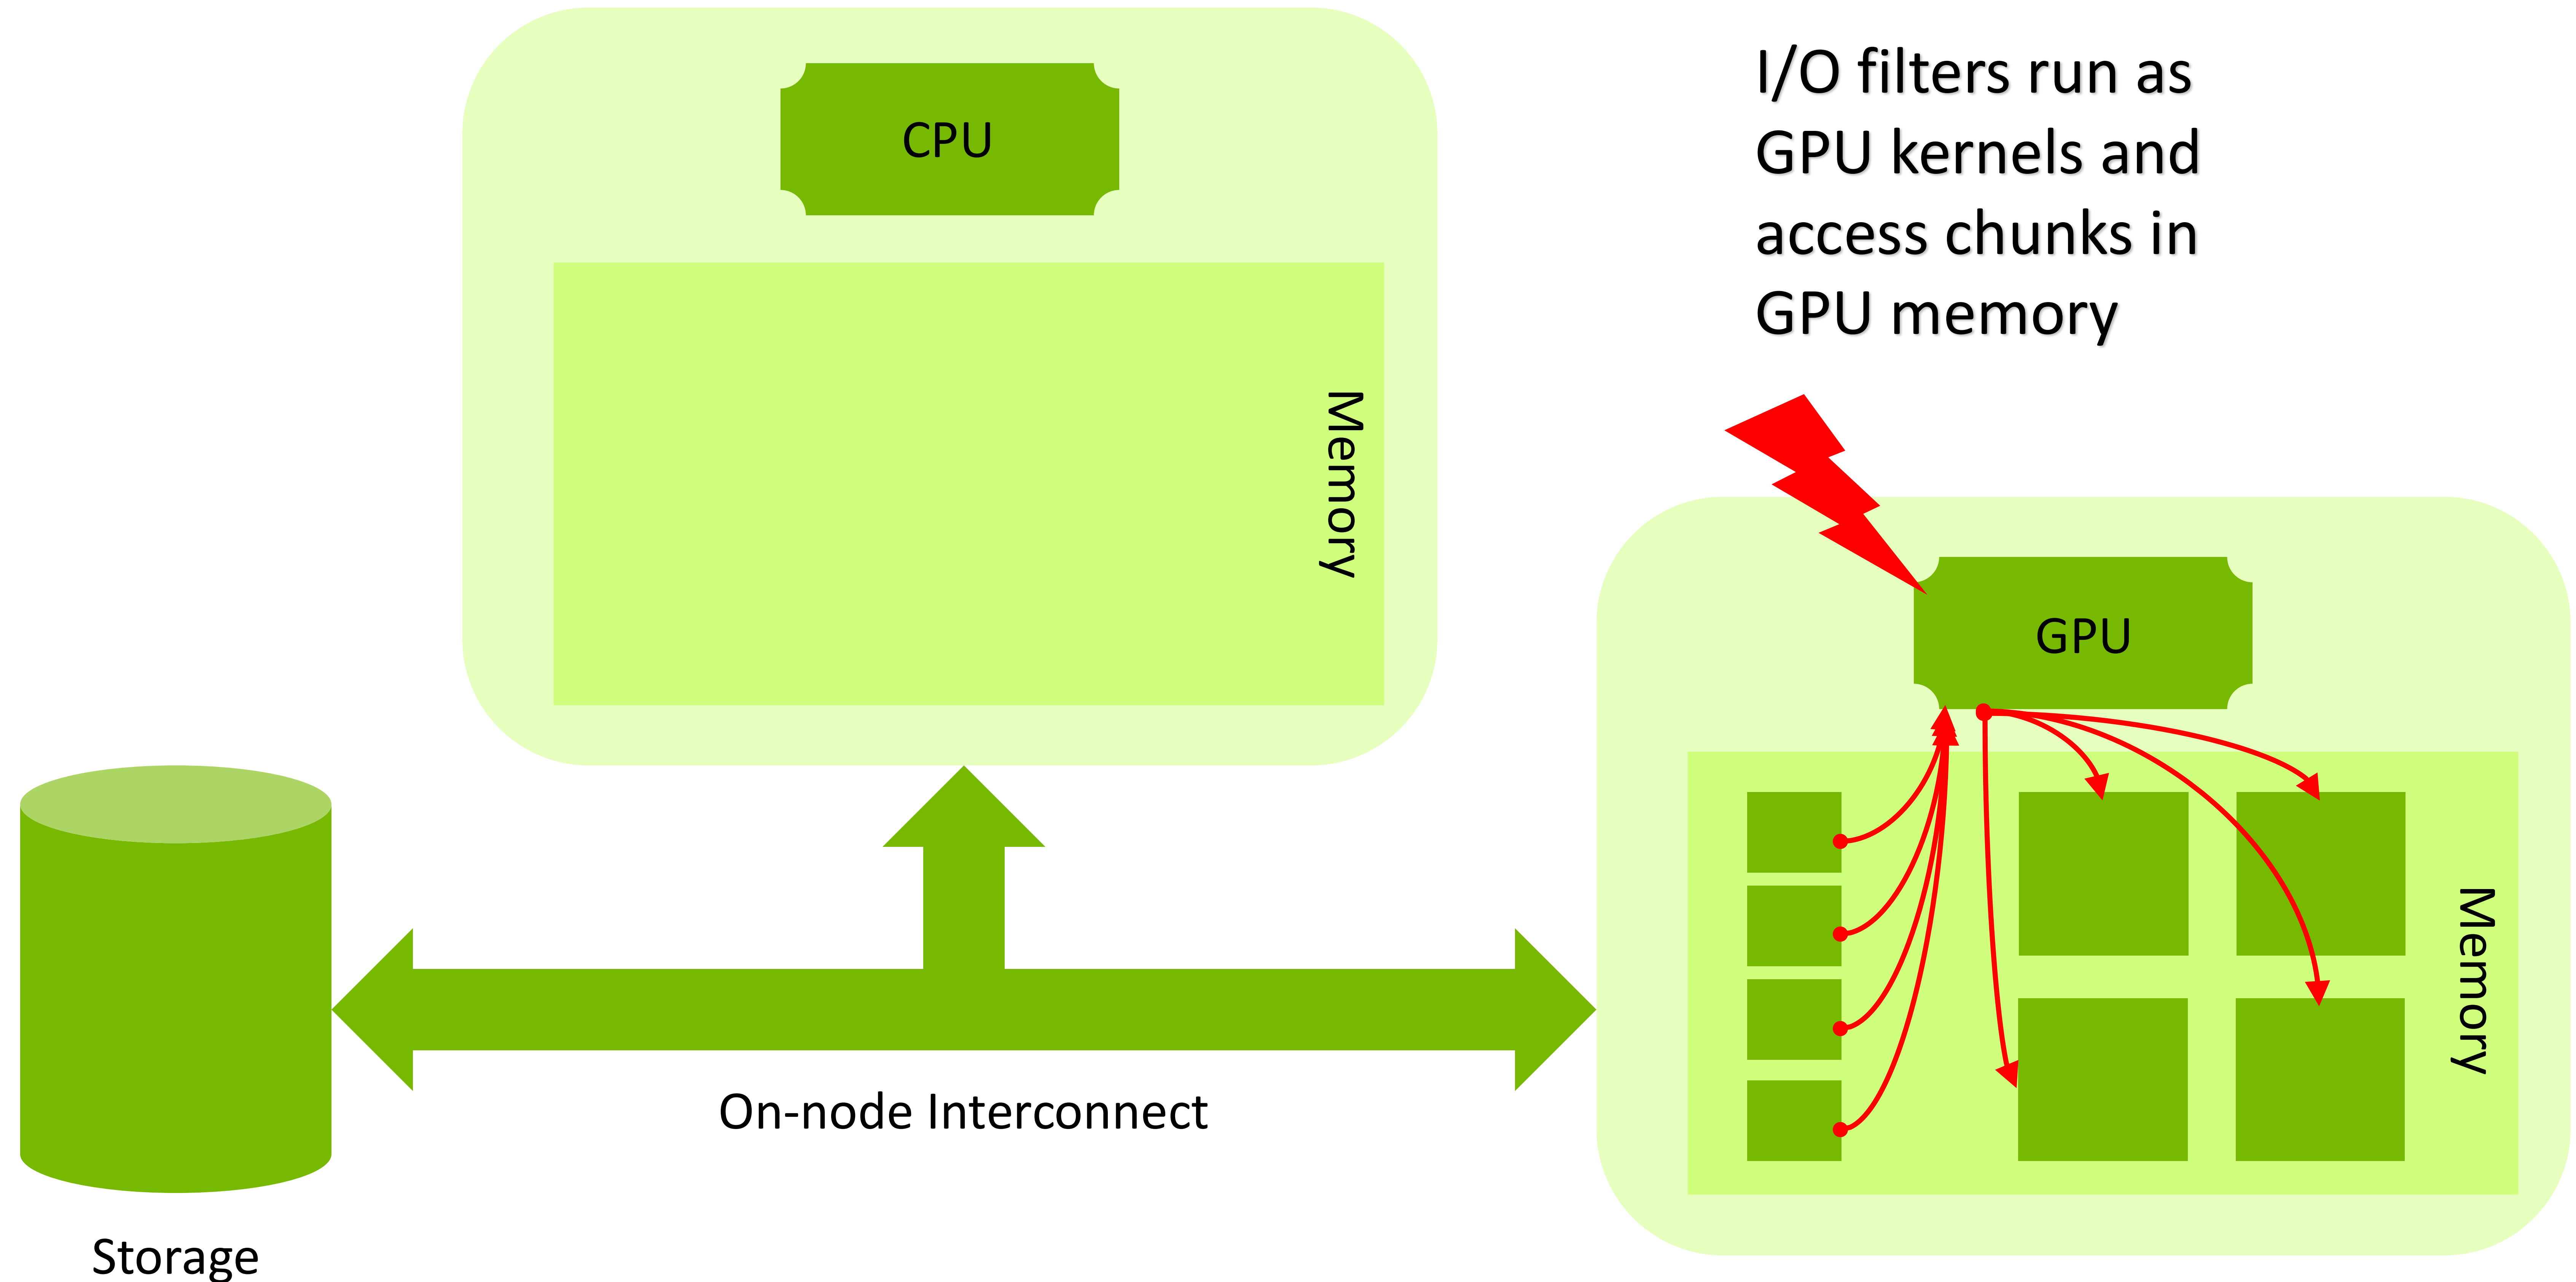 CPU
Memory
I/O filters run as
GPU kernels and
access chunks in
GPU memory
GPU
Memory
On-node Interconnect
Storage